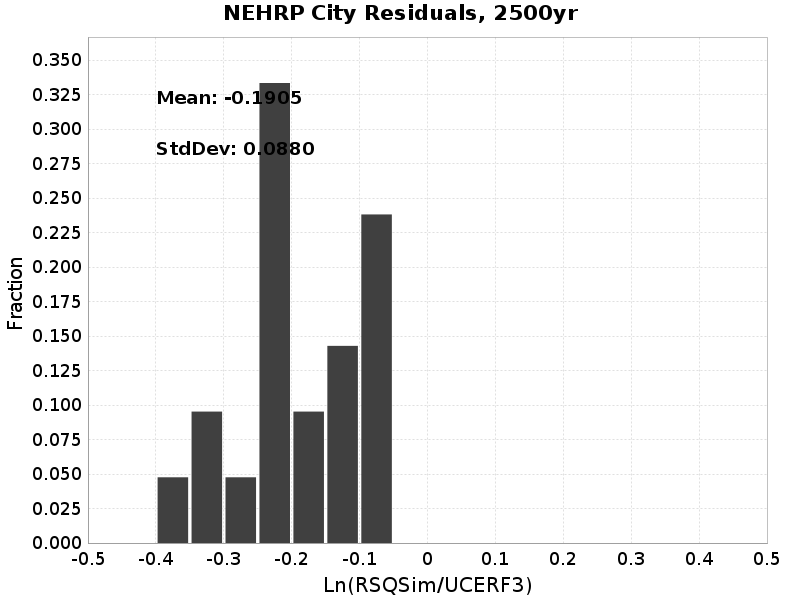 NEHRP City Residuals, 2500yr
0.350
0.325
0.300
0.275
0.250
0.225
0.200
0.175
0.150
0.125
0.100
0.075
0.050
0.025
0.000
Fraction
Mean: -0.1905
StdDev: 0.0880
-0.5 -0.4 -0.3 -0.2 -0.1 0 0.1 0.2 0.3 0.4 0.5
Ln(RSQSim/UCERF3)